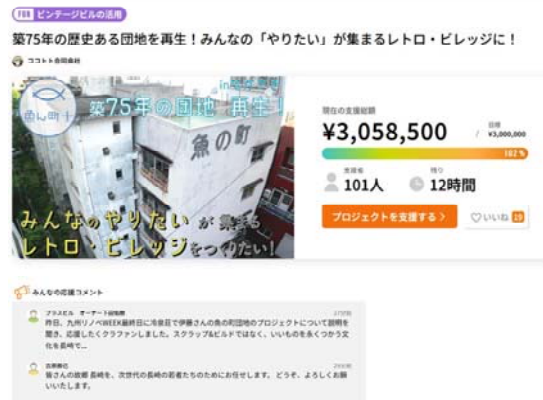 FUN ビンテージビルの活用
築75年の歴史ある団地を再生！みんなの「やりたい」が集まるレトロ・ビレッジに！
ココトト合同会社
魚ん町＋
築75年の団地 再生！
魚の町
みんなのやりたい が 集まる
レトロ・ビレッジをつくりたい！
現在の支援総額
¥3,058,500 / 目標 ¥3,000,000
102 %
支援者
101人
残り
12時間
プロジェクトを支援する
いいね 19
みんなの応援コメント
昨日、九州リノベWEEK最終日に冷泉荘で伊藤さんの魚の町団地のプロジェクトについて説明を
聞き、応援したくクラファンしました。スクラップ&ビルドではなく、いいものを永くつかう文
化を長崎で...
皆さんの故郷 長崎を、次世代の長崎の若者たちのためにお任せします。 どうぞ、よろしくお願
いいたします。